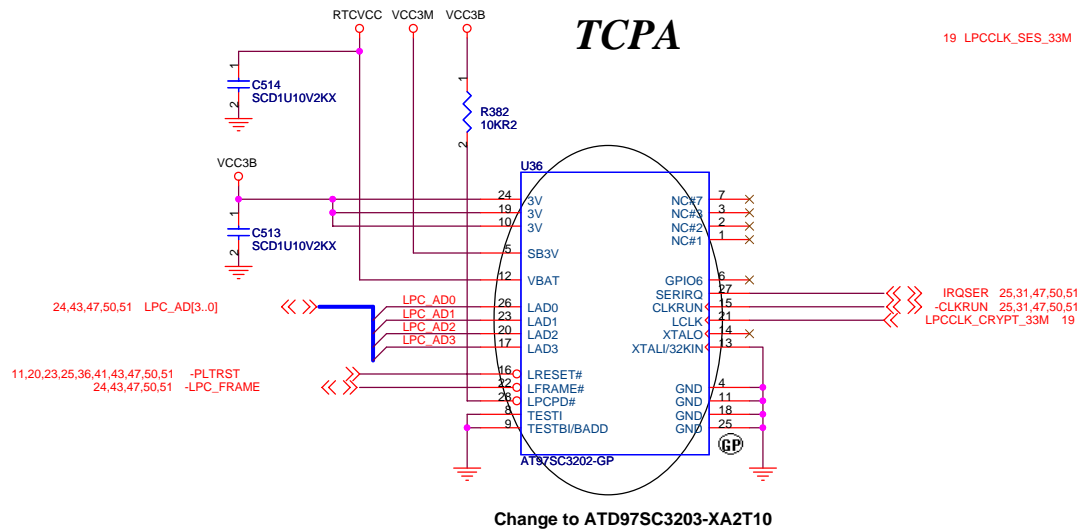 RTCVCC VCC3M VCC3B
TCPA
19 LPCCLK_SES_33M
1
C514
SCD1U10V2KX
2
1
R382
10KR2
2
VCC3B
1
C513
SCD1U10V2KX
2
U36
24 3V NC#7 7
19 3V NC#3 3
10 3V NC#2 2
NC#1 1
5 SB3V
12 VBAT GPIO6 6
SERIRQ 27 IRQSER 25,31,47,50,51
24,43,47,50,51 LPC_AD[3..0] LPC_AD0 26 LAD0 CLKRUN 15 -CLKRUN 25,31,47,50,51
LPC_AD1 23 LAD1 LCLK 21 LPCCLK_CRYPT_33M 19
LPC_AD2 20 LAD2 XTALO 14
LPC_AD3 17 LAD3 XTALI/32KIN 13
11,20,23,25,36,41,43,47,50,51 -PLTRST 16 LRESET#
24,43,47,50,51 -LPC_FRAME 22 LFRAME# GND 4
28 LPCPD# GND 11
8 TESTI GND 18
9 TESTBI/BADD GND 25
GP
AT97SC3202-GP
Change to ATD97SC3203-XA2T10